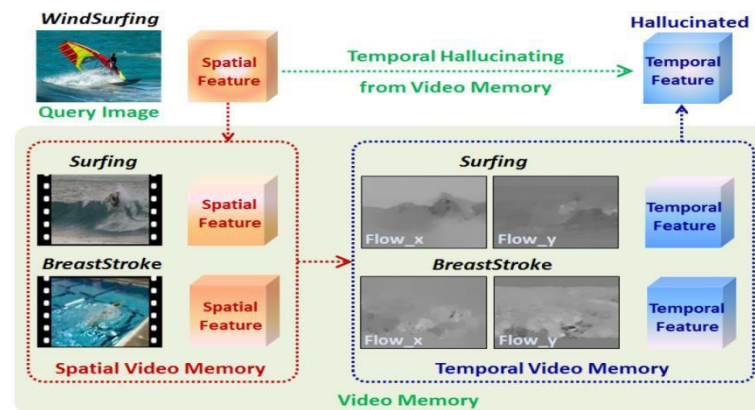 WindSurfing
Query Image
Spatial
Feature
Temporal Hallucinating
from Video Memory
Hallucinated
Temporal
Feature
Surfing
Spatial
Feature
BreastStroke
Spatial
Feature
Spatial Video Memory
Surfing
Flow_x
Flow_y
Temporal
Feature
BreastStroke
Flow_x
Flow_y
Temporal
Feature
Temporal Video Memory
Video Memory